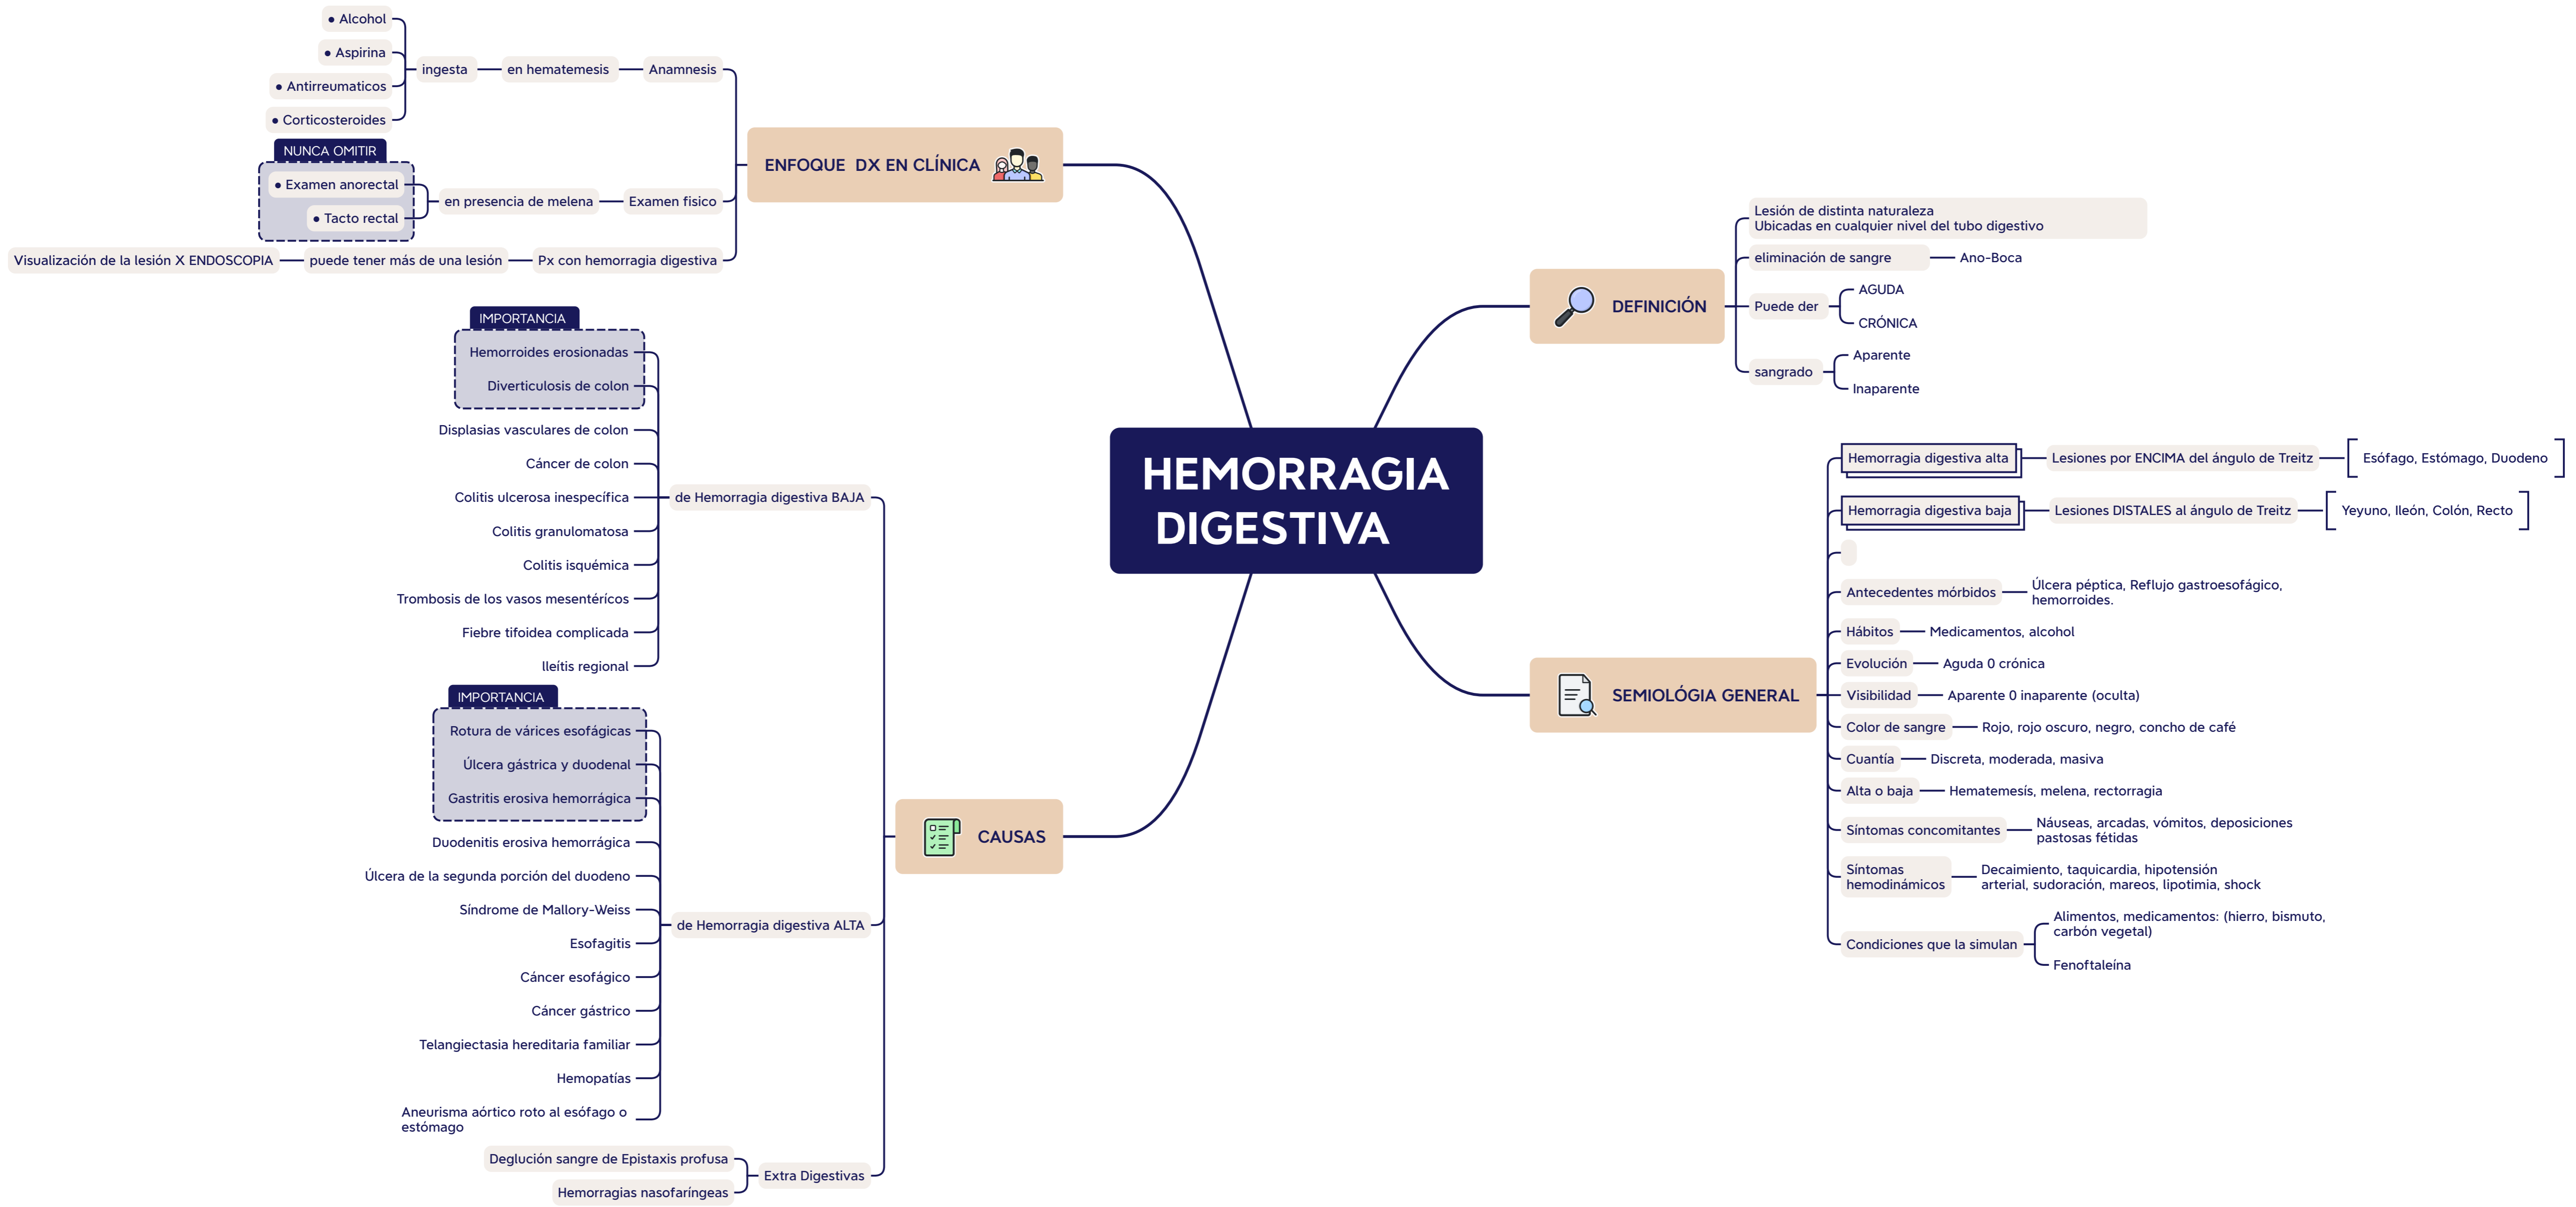 HEMORRAGIA
DIGESTIVA
ENFOQUE DX EN CLÍNICA
Anamnesis
en hematemesis
ingesta
• Alcohol
• Aspirina
• Antirreumaticos
• Corticosteroides
Examen fisico
en presencia de melena
NUNCA OMITIR
• Examen anorectal
• Tacto rectal
Px con hemorragia digestiva
puede tener más de una lesión
Visualización de la lesión X ENDOSCOPIA
DEFINICIÓN
Lesión de distinta naturaleza
Ubicadas en cualquier nivel del tubo digestivo
eliminación de sangre
Ano-Boca
Puede der
AGUDA
CRÓNICA
sangrado
Aparente
Inaparente
SEMIOLÓGIA GENERAL
Hemorragia digestiva alta
Lesiones por ENCIMA del ángulo de Treitz
Esófago, Estómago, Duodeno
Hemorragia digestiva baja
Lesiones DISTALES al ángulo de Treitz
Yeyuno, Ileón, Colón, Recto
Antecedentes mórbidos
Úlcera péptica, Reflujo gastroesofágico,
hemorroides.
Hábitos
Medicamentos, alcohol
Evolución
Aguda 0 crónica
Visibilidad
Aparente 0 inaparente (oculta)
Color de sangre
Rojo, rojo oscuro, negro, concho de café
Cuantía
Discreta, moderada, masiva
Alta o baja
Hematemesís, melena, rectorragia
Síntomas concomitantes
Náuseas, arcadas, vómitos, deposiciones
pastosas fétidas
Síntomas
hemodinámicos
Decaimiento, taquicardia, hipotensión
arterial, sudoración, mareos, lipotimia, shock
Condiciones que la simulan
Alimentos, medicamentos: (hierro, bismuto,
carbón vegetal)
Fenoftaleína
CAUSAS
de Hemorragia digestiva BAJA
IMPORTANCIA
Hemorroides erosionadas
Diverticulosis de colon
Displasias vasculares de colon
Cáncer de colon
Colitis ulcerosa inespecífica
Colitis granulomatosa
Colitis isquémica
Trombosis de los vasos mesentérícos
Fiebre tifoidea complicada
lleítis regional
de Hemorragia digestiva ALTA
IMPORTANCIA
Rotura de várices esofágicas
Úlcera gástrica y duodenal
Gastritis erosiva hemorrágica
Duodenitis erosiva hemorrágica
Úlcera de la segunda porción del duodeno
Síndrome de Mallory-Weiss
Esofagitis
Cáncer esofágico
Cáncer gástrico
Telangiectasia hereditaria familiar
Hemopatías
Aneurisma aórtico roto al esófago o
estómago
Extra Digestivas
Deglución sangre de Epistaxis profusa
Hemorragias nasofaríngeas